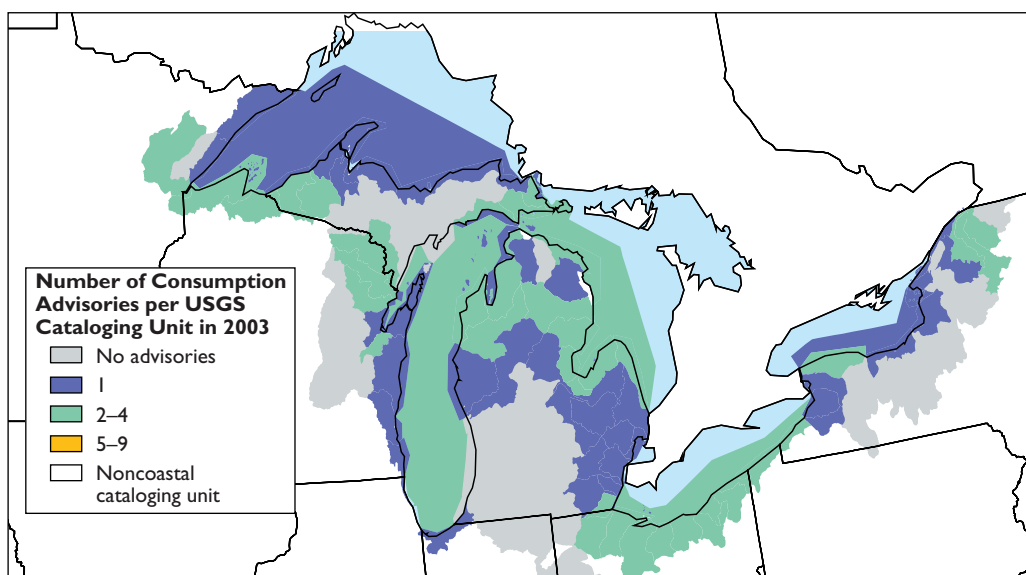 Number of Consumption
Advisories per USGS
Cataloging Unit in 2003
No advisories
1
2–4
5–9
Noncoastal
cataloging unit